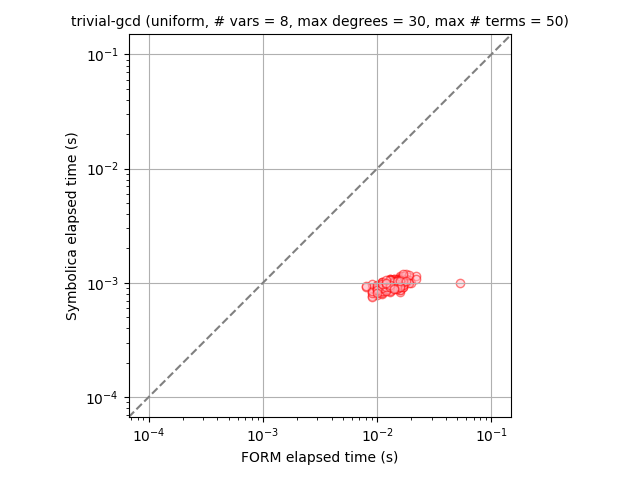 trivial-gcd (uniform, # vars = 8, max degrees = 30, max # terms = 50)
Symbolica elapsed time (s)
10⁻¹
10⁻²
10⁻³
10⁻⁴
10⁻⁴ 10⁻³ 10⁻² 10⁻¹
FORM elapsed time (s)